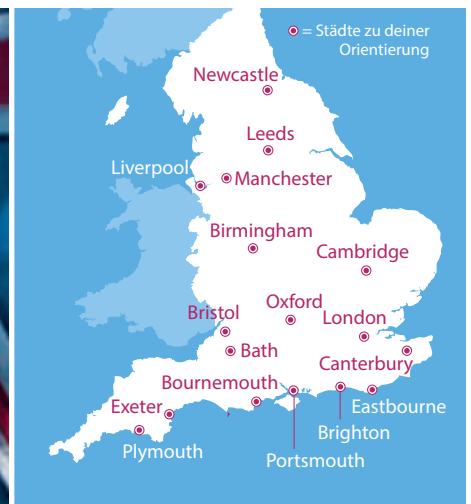 = Städte zu deiner
Orientierung
Newcastle
Leeds
Liverpool
Manchester
Birmingham
Cambridge
Oxford
Bristol
London
Bath
Canterbury
Bournemouth
Exeter
Eastbourne
Brighton
Plymouth
Portsmouth